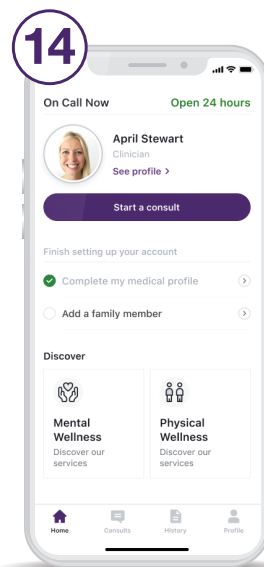 14
On Call Now
Open 24 hours
April Stewart
Clinician
See profile >
Start a consult
Finish setting up your account
Complete my medical profile
Add a family member
Discover
Mental
Wellness
Discover our
services
Physical
Wellness
Discover our
services
Home
Consults
History
Profile